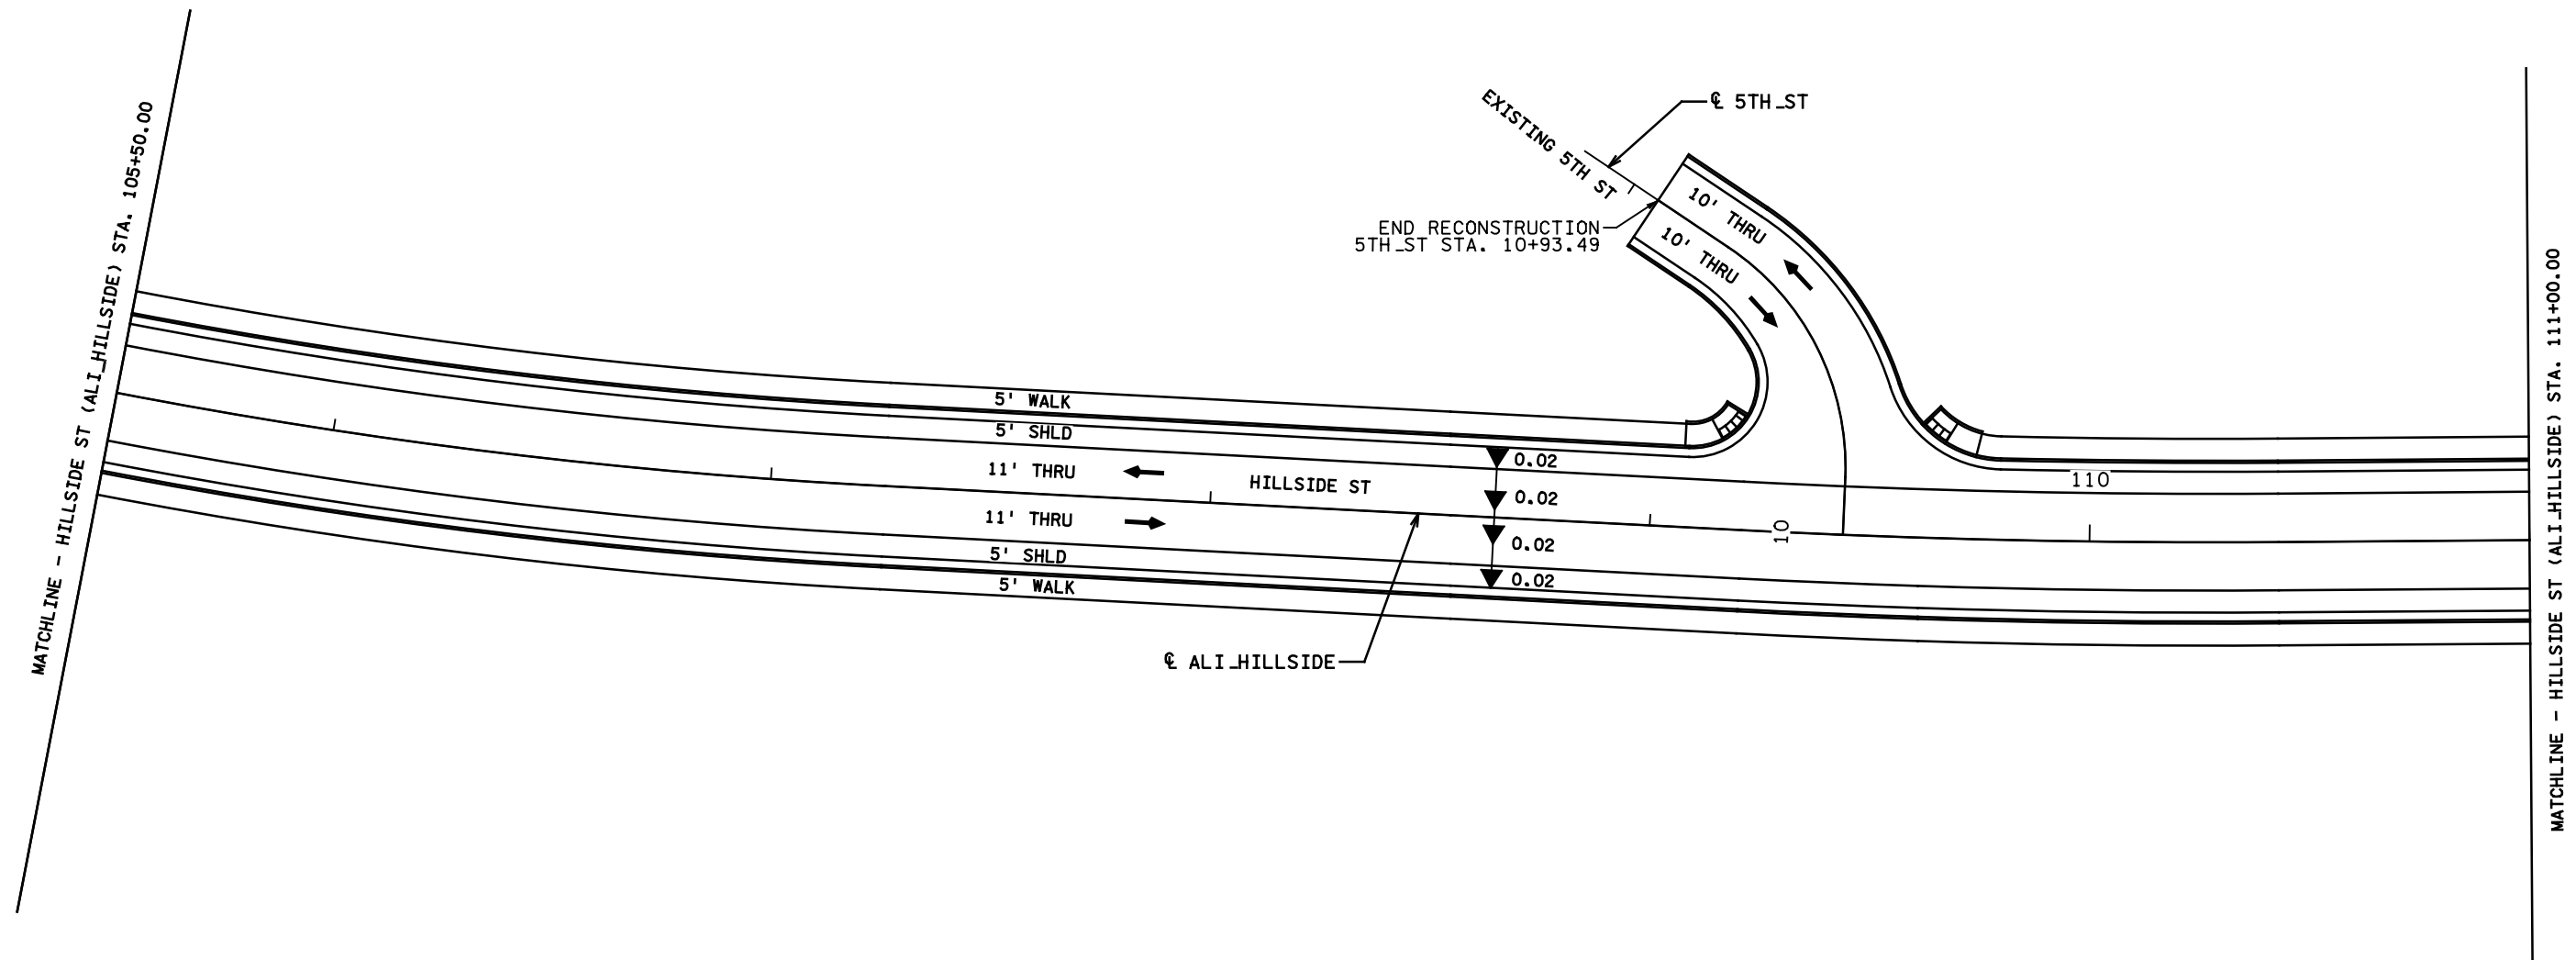 MATCHLINE - HILLSIDE ST (ALI_HILLSIDE) STA. 105+50.00
EXISTING 5TH ST
℄ 5TH_ST
END RECONSTRUCTION
5TH_ST STA. 10+93.49
10' THRU
10' THRU
5' WALK
5' SHLD
11' THRU
HILLSIDE ST
11' THRU
5' SHLD
5' WALK
0.02
0.02
0.02
0.02
10
110
℄ ALI_HILLSIDE
MATCHLINE - HILLSIDE ST (ALI_HILLSIDE) STA. 111+00.00